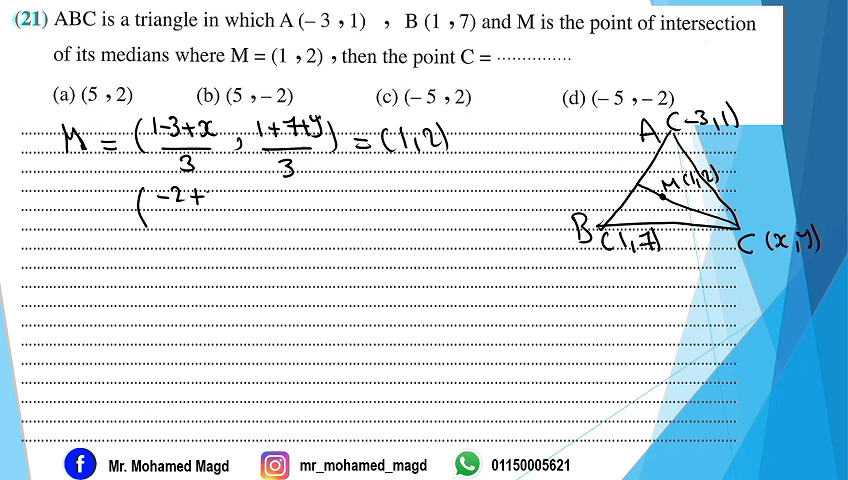 (21) ABC is a triangle in which A (– 3 , 1) , B (1 , 7) and M is the point of intersection
of its medians where M = (1 , 2) , then the point C = ...............
(a) (5 , 2) (b) (5 , – 2) (c) (– 5 , 2) (d) (– 5 , – 2)
M = (1-3+x/3 , 1+7+y/3) = (1,2)
(-2+
A (-3,1)
M(1,2)
B (1,7)
C (x,y)
f Mr. Mohamed Magd mr_mohamed_magd 01150005621